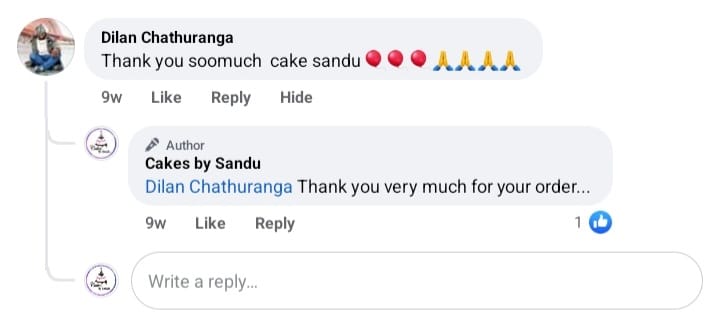 Dilan Chathuranga
Thank you soomuch cake sandu🎈🎈🎈🙏🙏🙏🙏
9w Like Reply Hide
Author
Cakes by Sandu
Dilan Chathuranga Thank you very much for your order...
9w Like Reply 1
Write a reply...